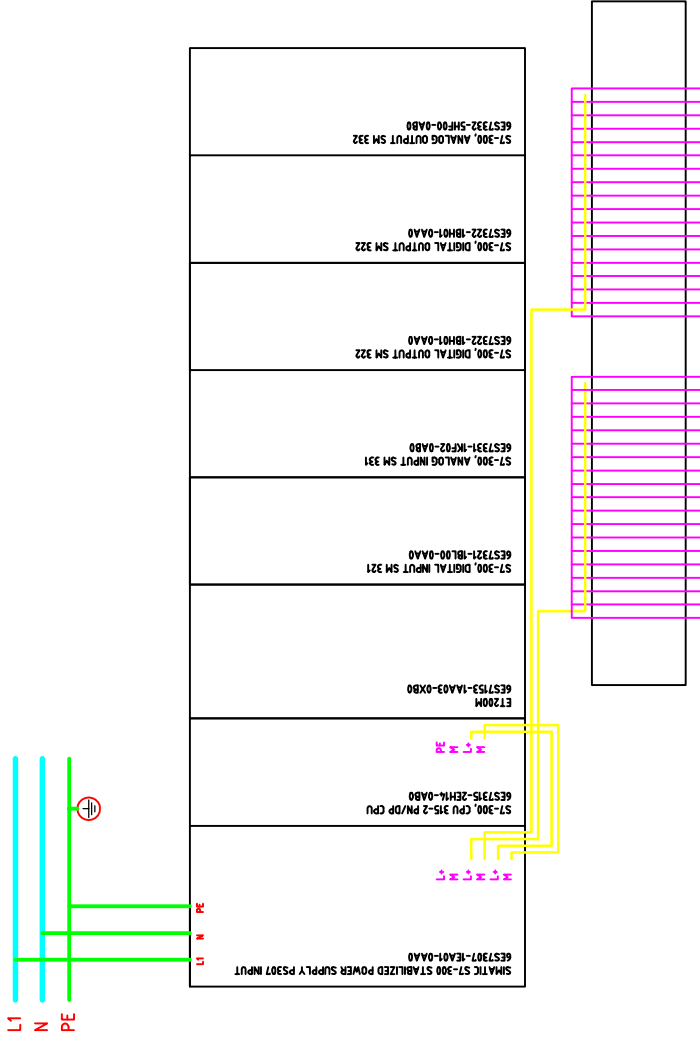 6ES7332-5HF00-0AB0
S7-300, ANALOG OUTPUT SM 332
6ES7322-1BH01-0AA0
S7-300, DIGITAL OUTPUT SM 322
6ES7322-1BH01-0AA0
S7-300, DIGITAL OUTPUT SM 322
6ES7331-1KF02-0AB0
S7-300, ANALOG INPUT SM 331
6ES7321-1BL00-0AA0
S7-300, DIGITAL INPUT SM 321
6ES7153-1AA03-0XB0
ET200M
PE
M
L+
M
6ES7315-2EH14-0AB0
S7-300, CPU 315-2 PN/DP CPU
L+
M
L+
M
L+
M
PE
N
L1
6ES7307-1EA01-0AA0
SIMATIC S7-300 STABILIZED POWER SUPPLY PS307 INPUT
L1
N
PE